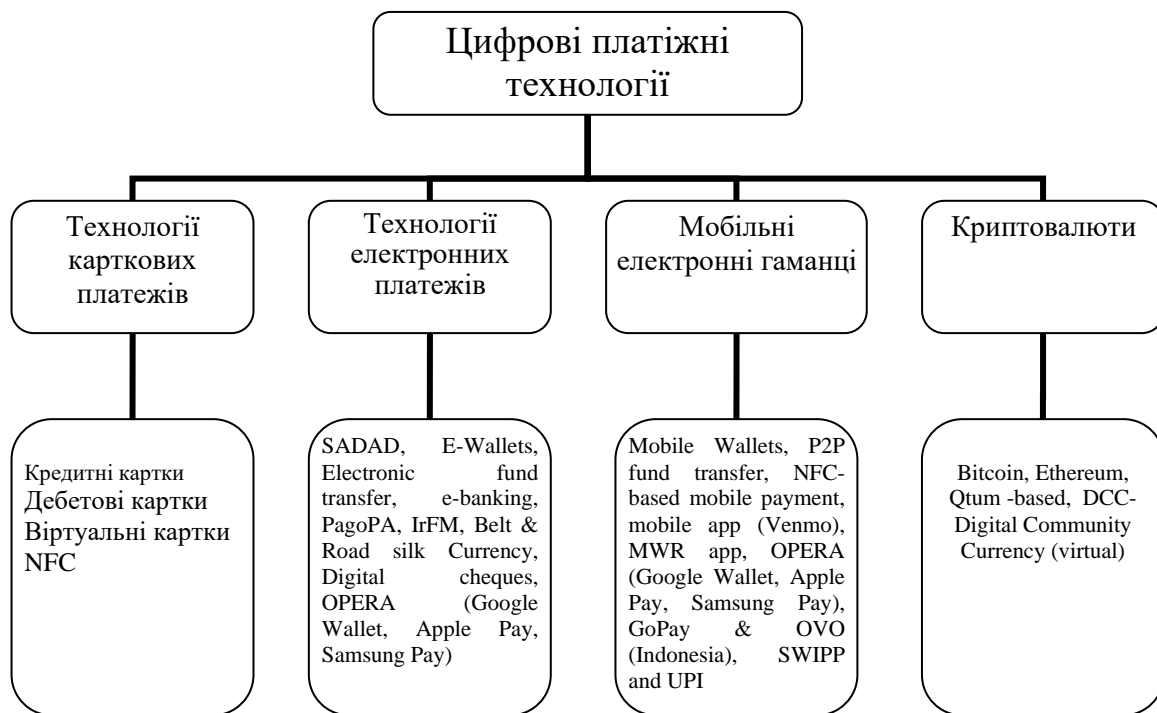 Цифрові платіжні
технології
Технології
карткових
платежів
Технології
електронних
платежів
Мобільні
електронні гаманці
Криптовалюти
Кредитні картки
Дебетові картки
Віртуальні картки
NFC
SADAD, E-Wallets,
Electronic fund
transfer, e-banking,
PagoPA, IrFM, Belt &
Road silk Currency,
Digital cheques,
OPERA (Google
Wallet, Apple Pay,
Samsung Pay)
Mobile Wallets, P2P
fund transfer, NFC-
based mobile payment,
mobile app (Venmo),
MWR app, OPERA
(Google Wallet, Apple
Pay, Samsung Pay),
GoPay & OVO
(Indonesia), SWIPP
and UPI
Bitcoin, Ethereum,
Qtum -based, DCC-
Digital Community
Currency (virtual)